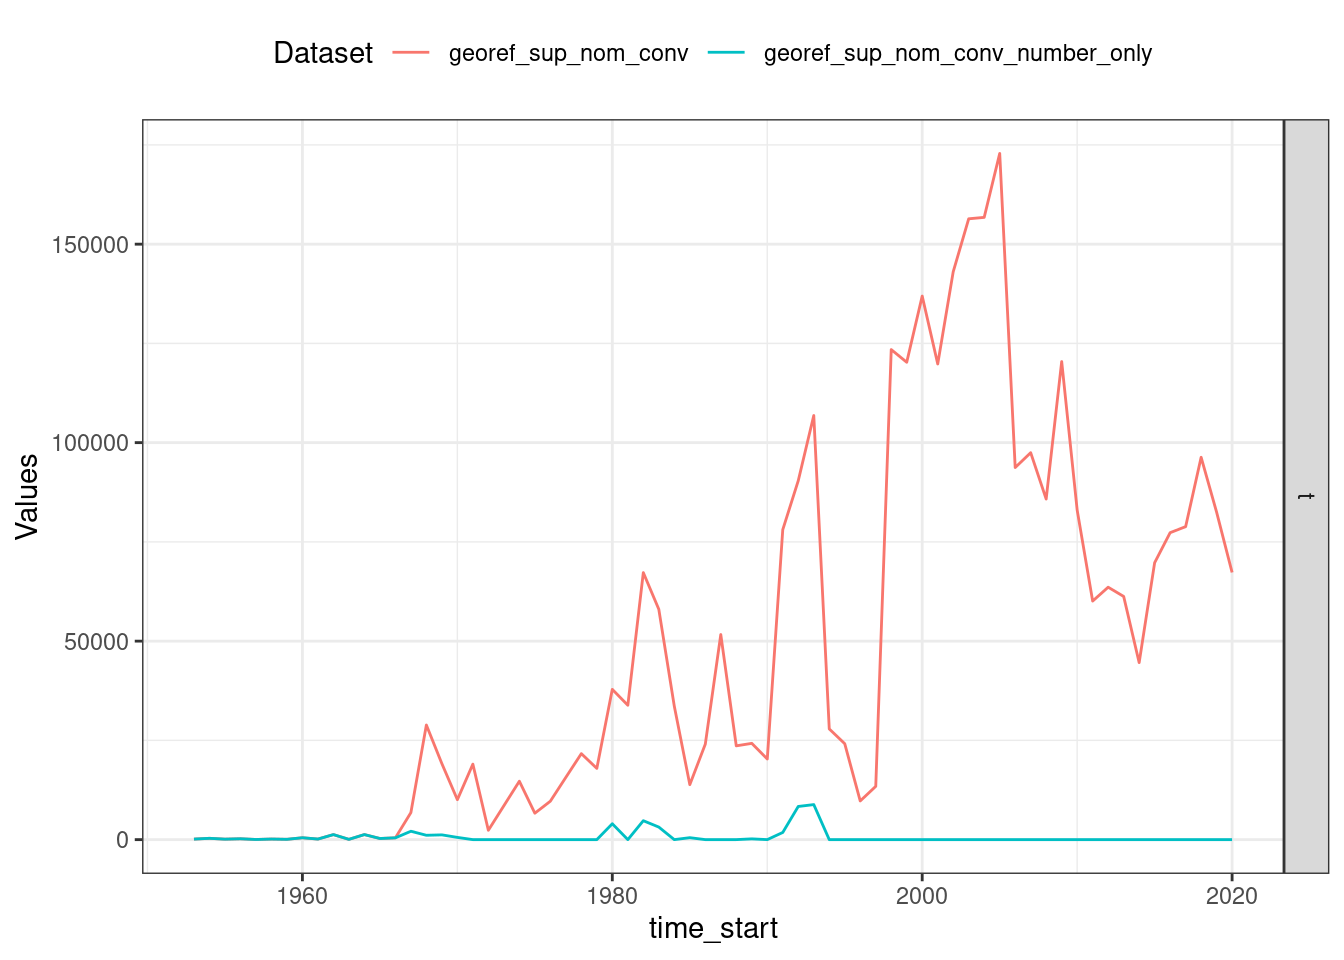 Dataset georef_sup_nom_conv georef_sup_nom_conv_number_only
150000
100000
50000
0
Values
t
1960 1980 2000 2020
time_start